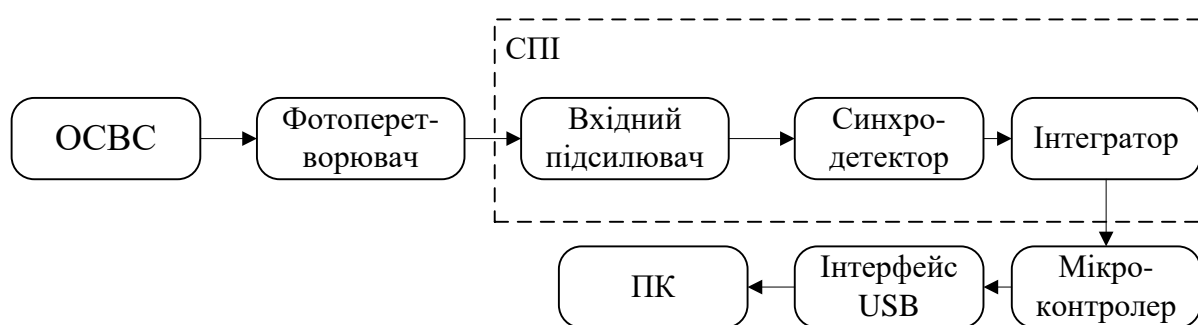 СПІ
ОСВС
Фотоперет-
ворювач
Вхідний
підсилювач
Синхро-
детектор
Інтегратор
ПК
Інтерфейс
USB
Мікро-
контролер